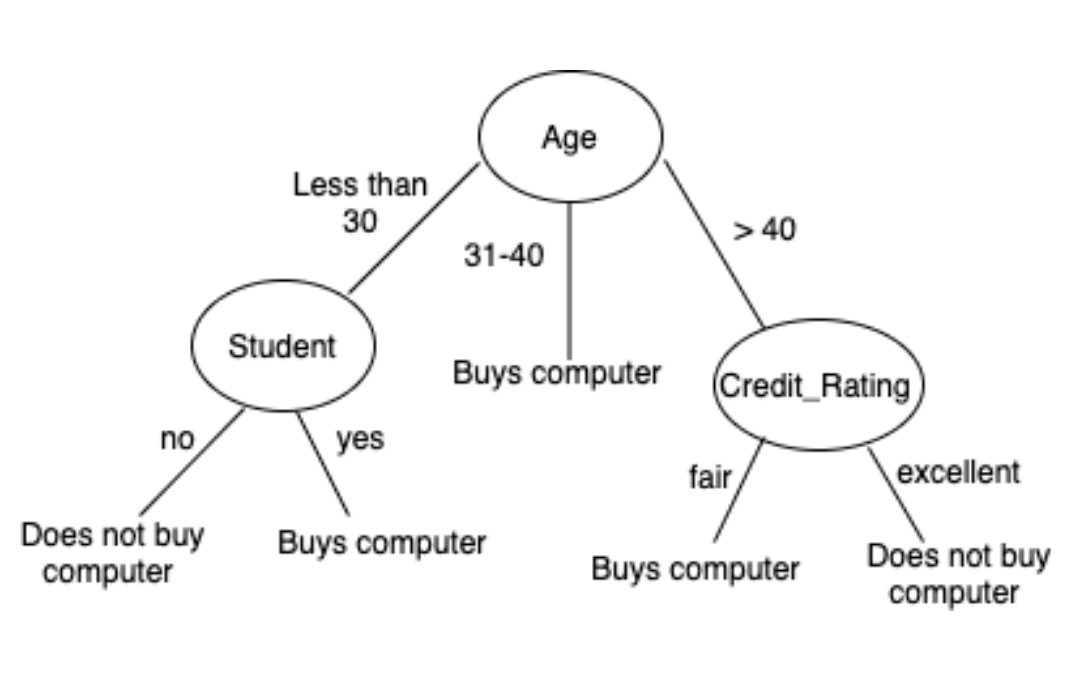 Age
Less than
30
31-40
> 40
Student
Buys computer
Credit_Rating
no
yes
fair
excellent
Does not buy
computer
Buys computer
Buys computer
Does not buy
computer